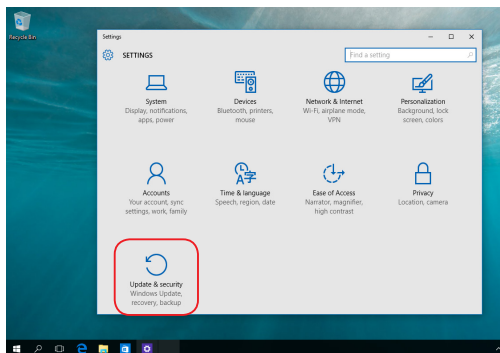 Recycle Bin
Settings
SETTINGS
Find a setting
System
Display, notifications,
apps, power
Devices
Bluetooth, printers,
mouse
Network & Internet
Wi-Fi, airplane mode,
VPN
Personalization
Background, lock
screen, colors
Accounts
Your account, sync
settings, work, family
Time & language
Speech, region, date
Ease of Access
Narrator, magnifier,
high contrast
Privacy
Location, camera
Update & security
Windows Update,
recovery, backup